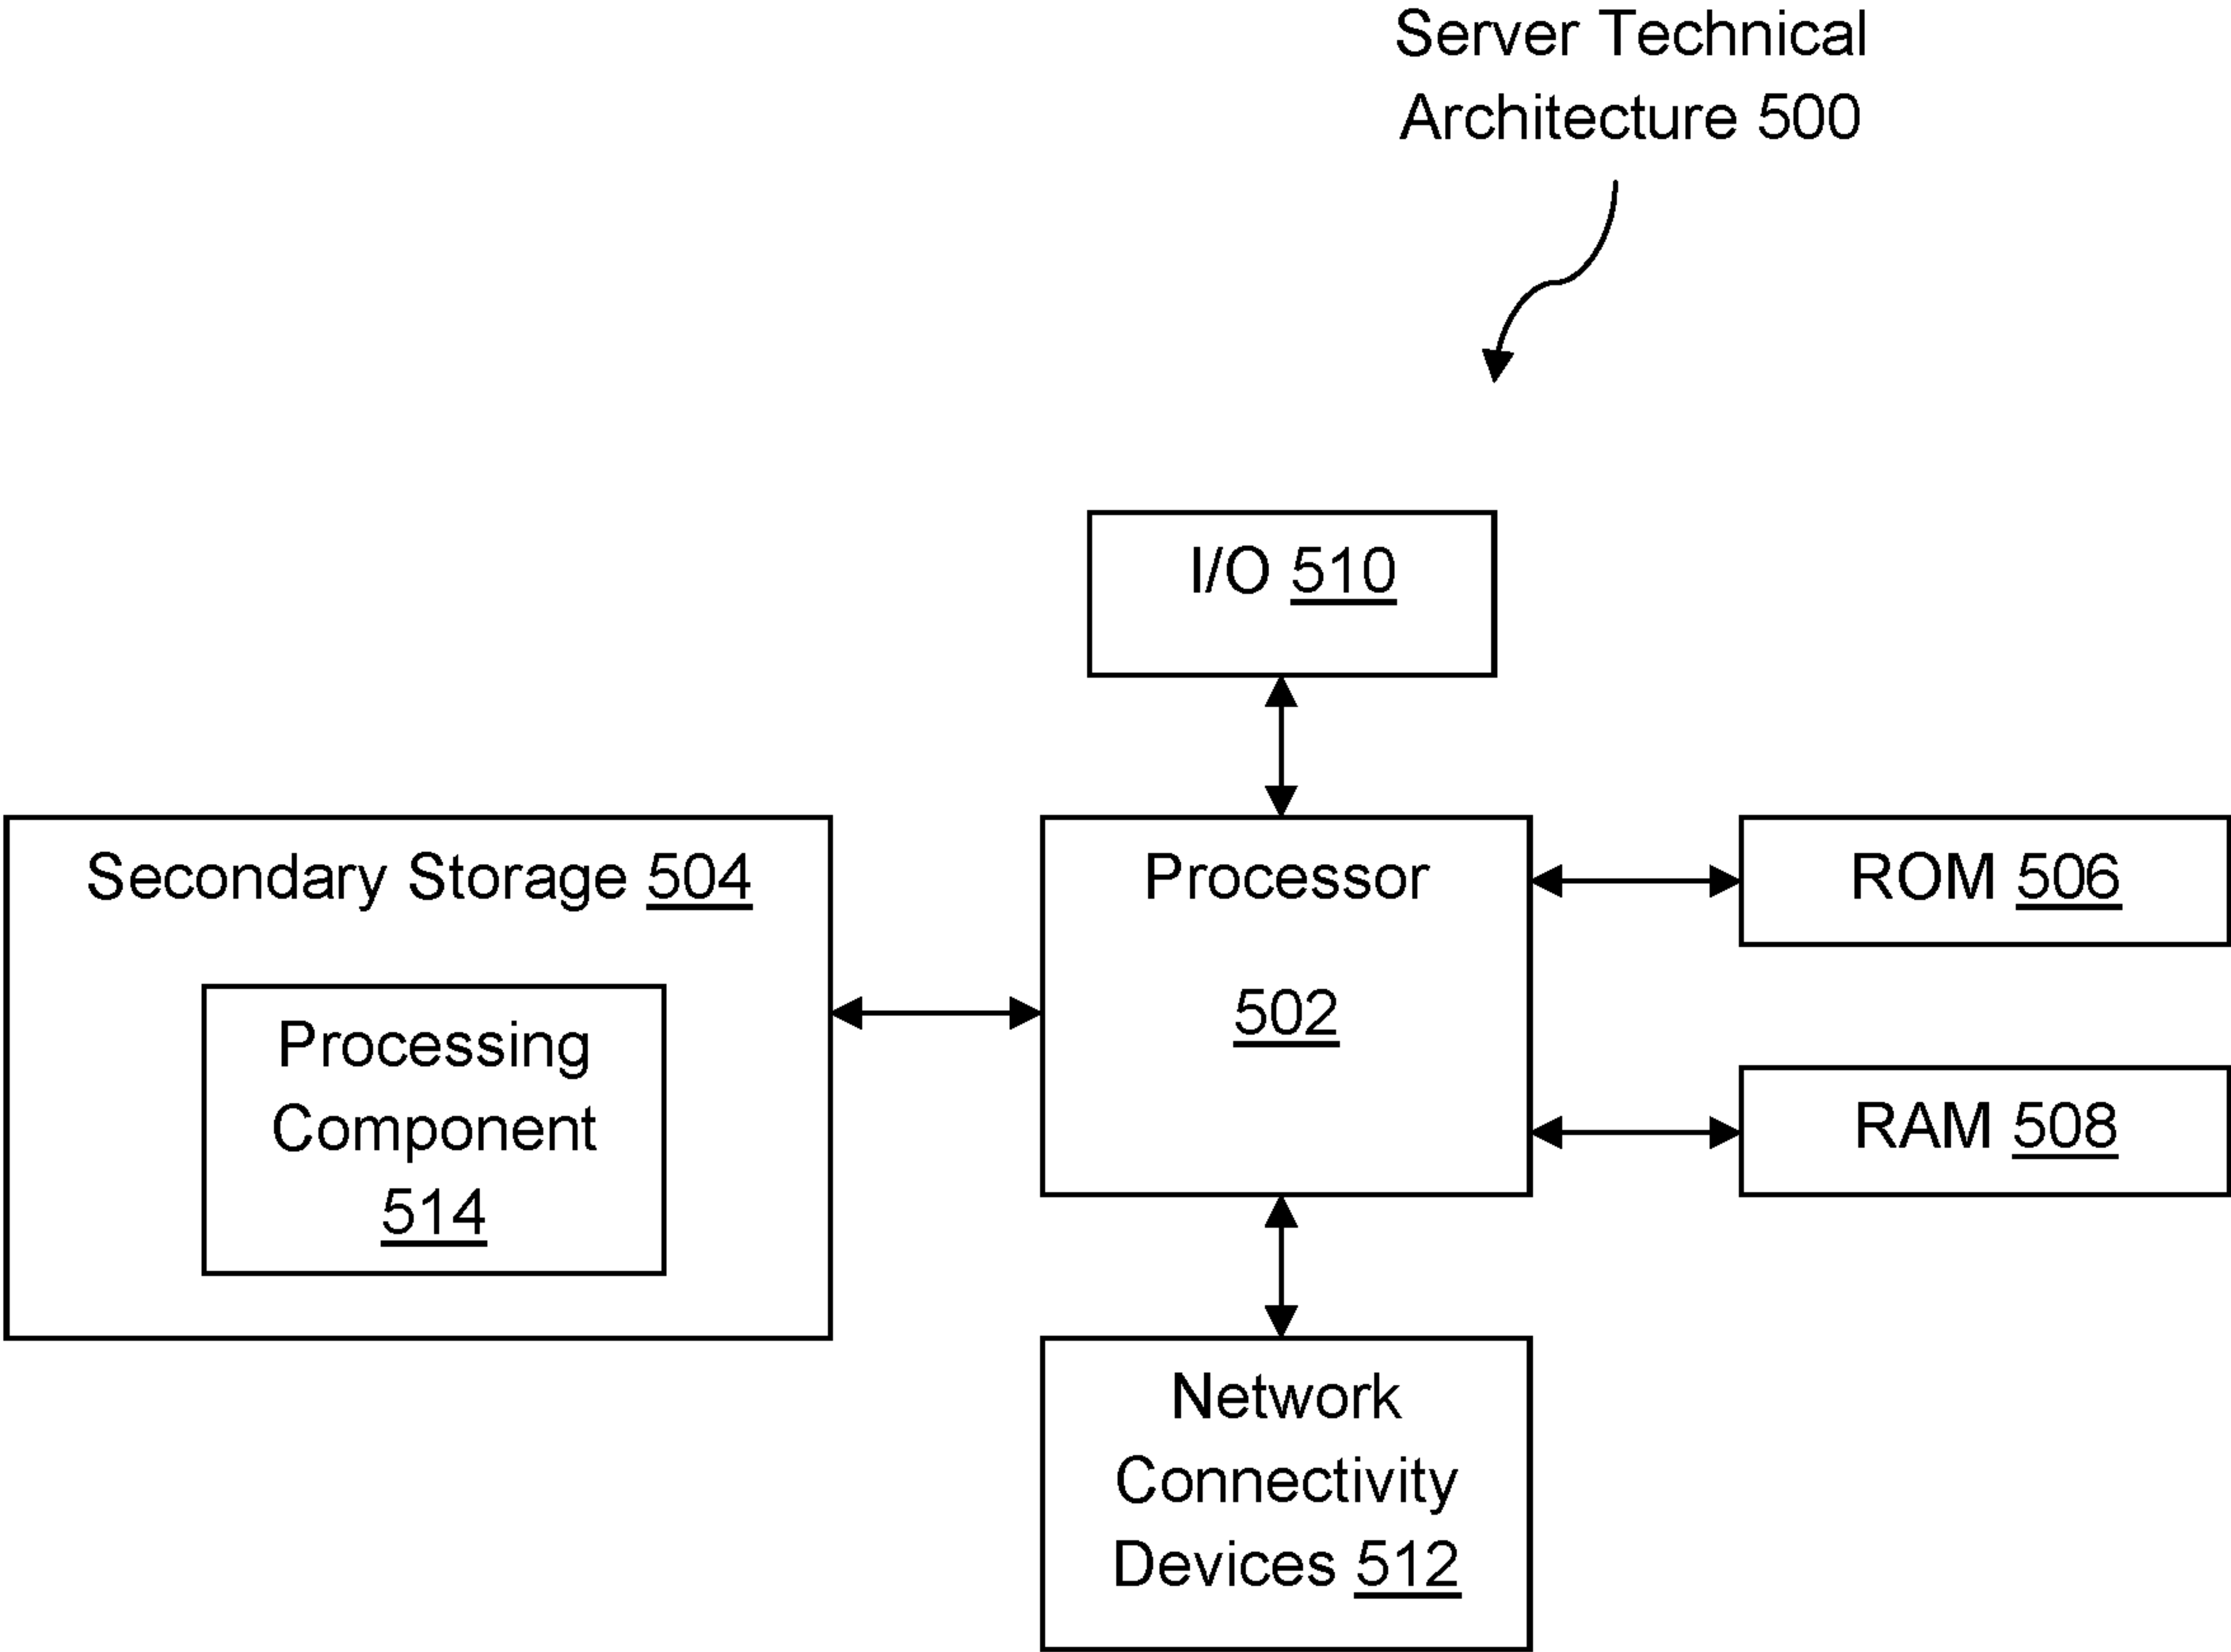 Server Technical
Architecture 500
I/O 510
Secondary Storage 504
Processing
Component
514
Processor
502
ROM 506
RAM 508
Network
Connectivity
Devices 512